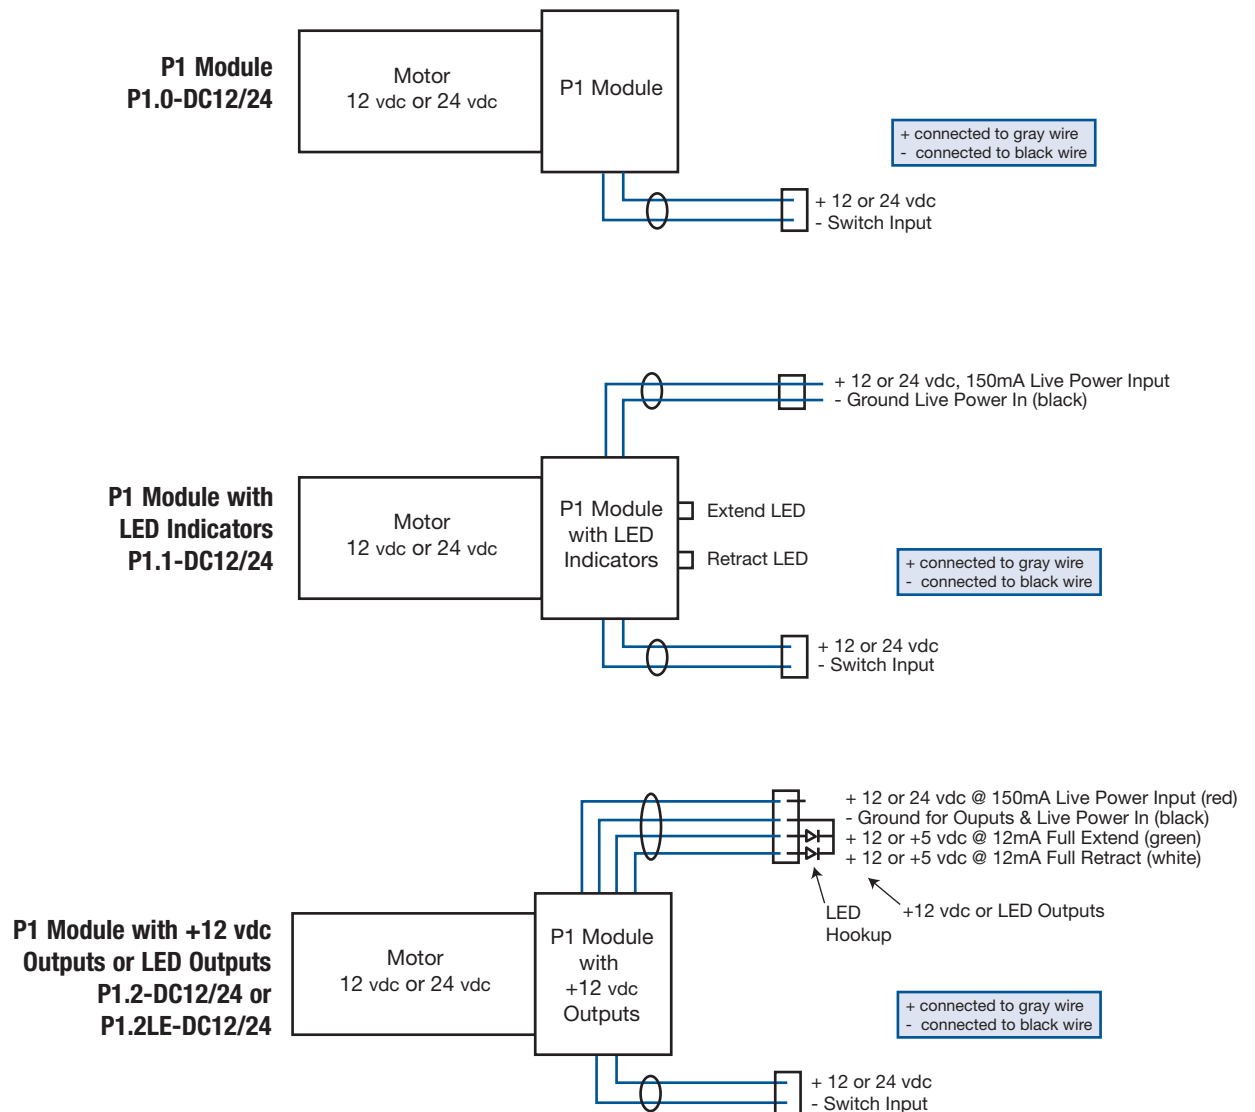 P1 Module
P1.0-DC12/24
Motor
12 vdc or 24 vdc
P1 Module
+ connected to gray wire
- connected to black wire
+ 12 or 24 vdc
- Switch Input
+ 12 or 24 vdc, 150mA Live Power Input
- Ground Live Power In (black)
P1 Module with
LED Indicators
P1.1-DC12/24
Motor
12 vdc or 24 vdc
P1 Module
with LED
Indicators
Extend LED
Retract LED
+ connected to gray wire
- connected to black wire
+ 12 or 24 vdc
- Switch Input
+ 12 or 24 vdc @ 150mA Live Power Input (red)
- Ground for Ouputs & Live Power In (black)
+ 12 or +5 vdc @ 12mA Full Extend (green)
+ 12 or +5 vdc @ 12mA Full Retract (white)
LED
Hookup
+12 vdc or LED Outputs
P1 Module with +12 vdc
Outputs or LED Outputs
P1.2-DC12/24 or
P1.2LE-DC12/24
Motor
12 vdc or 24 vdc
P1 Module
with
+12 vdc
Outputs
+ connected to gray wire
- connected to black wire
+ 12 or 24 vdc
- Switch Input